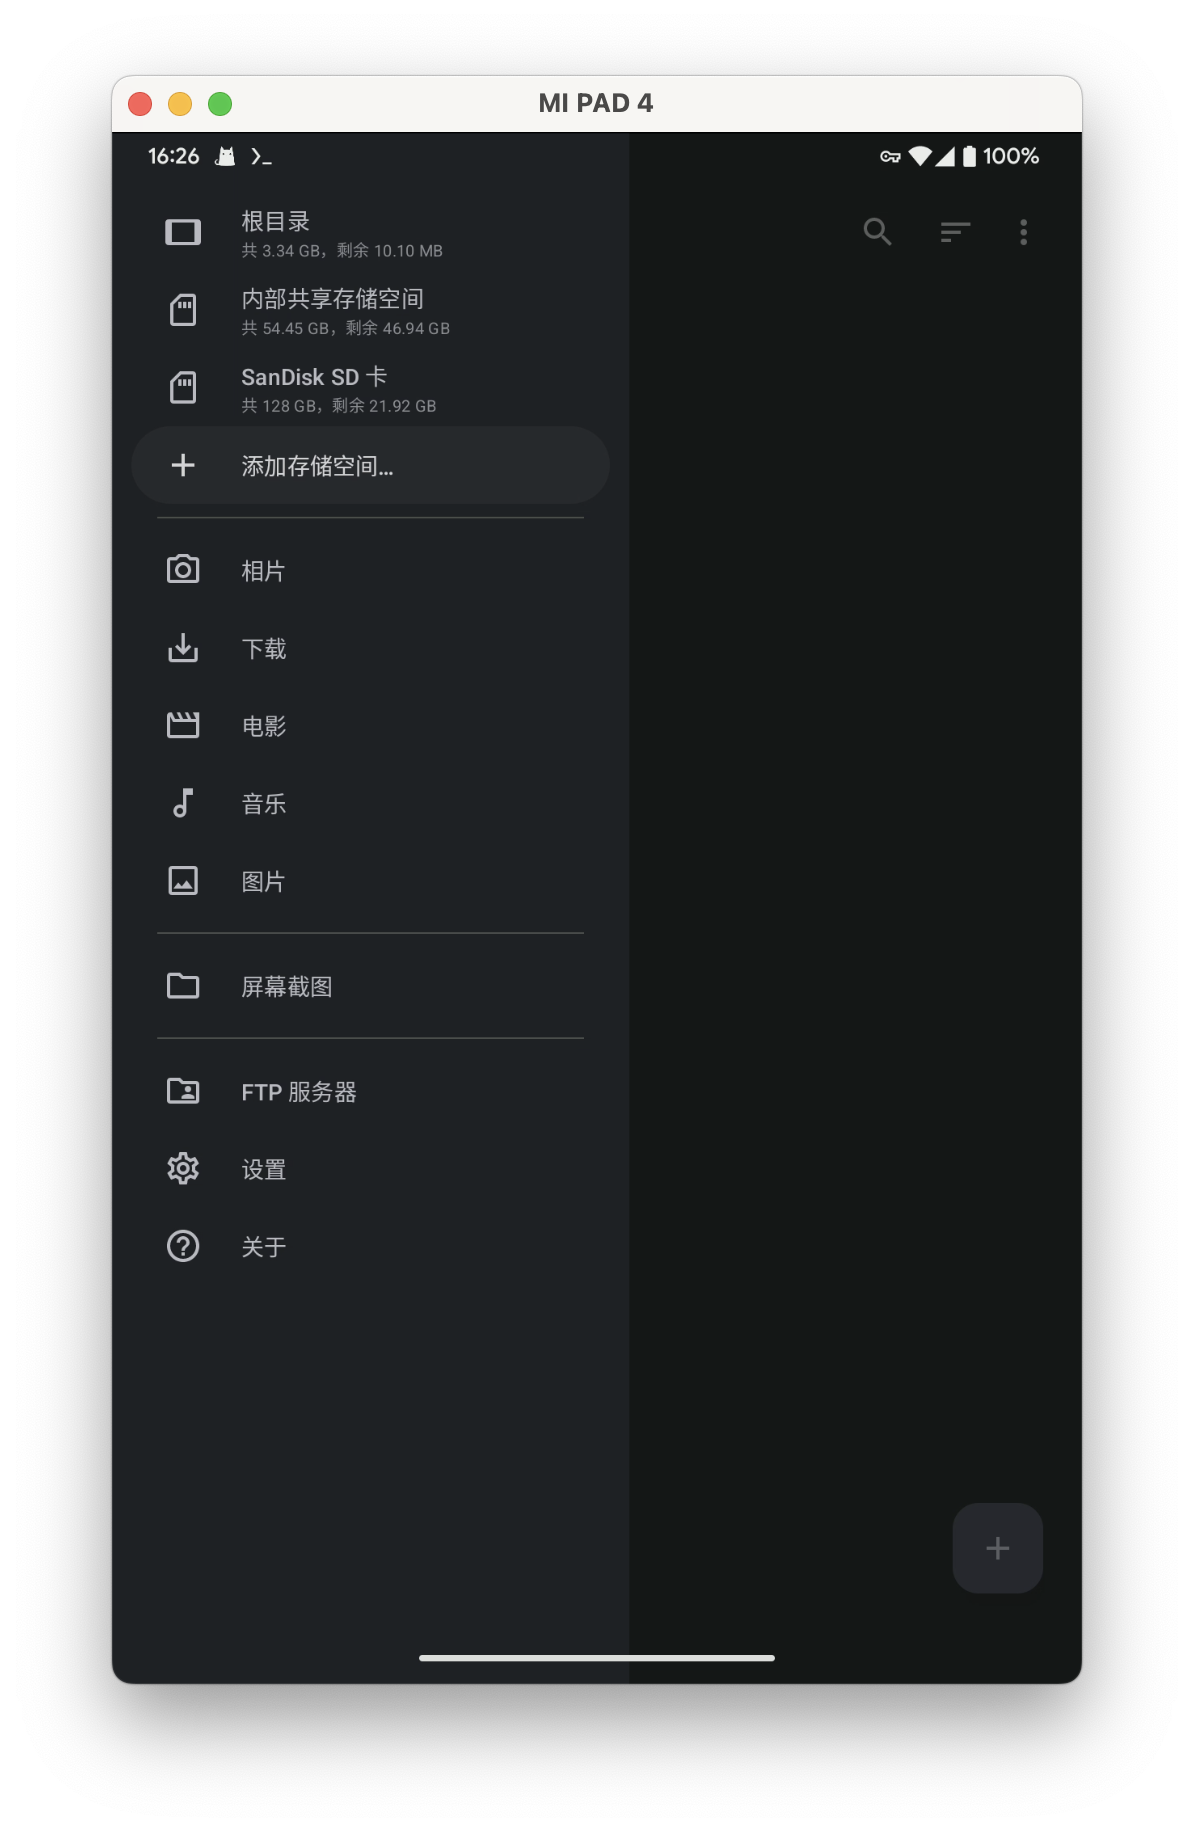 MI PAD 4
16:26
100%
根目录
共 3.34 GB，剩余 10.10 MB
内部共享存储空间
共 54.45 GB，剩余 46.94 GB
SanDisk SD 卡
共 128 GB，剩余 21.92 GB
添加存储空间…
相片
下载
电影
音乐
图片
屏幕截图
FTP 服务器
设置
关于